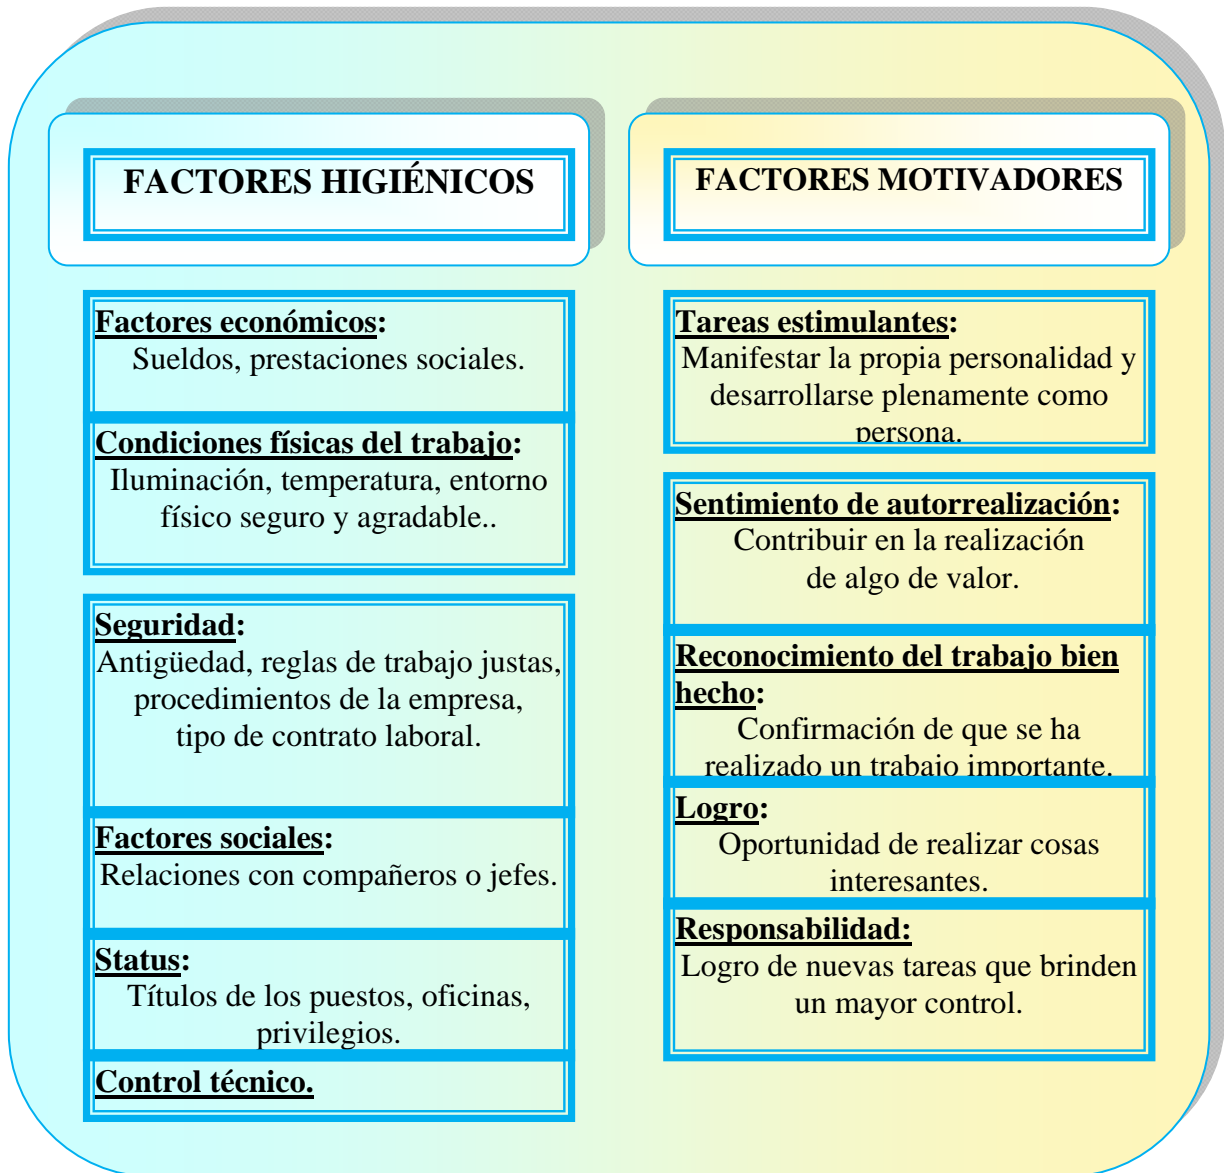 FACTORES HIGIÉNICOS
Factores económicos:
Sueldos, prestaciones sociales.
Condiciones físicas del trabajo:
Iluminación, temperatura, entorno
físico seguro y agradable..
Seguridad:
Antigüedad, reglas de trabajo justas,
procedimientos de la empresa,
tipo de contrato laboral.
Factores sociales:
Relaciones con compañeros o jefes.
Status:
Títulos de los puestos, oficinas,
privilegios.
Control técnico.
FACTORES MOTIVADORES
Tareas estimulantes:
Manifestar la propia personalidad y
desarrollarse plenamente como
persona.
Sentimiento de autorrealización:
Contribuir en la realización
de algo de valor.
Reconocimiento del trabajo bien
hecho:
Confirmación de que se ha
realizado un trabajo importante.
Logro:
Oportunidad de realizar cosas
interesantes.
Responsabilidad:
Logro de nuevas tareas que brinden
un mayor control.